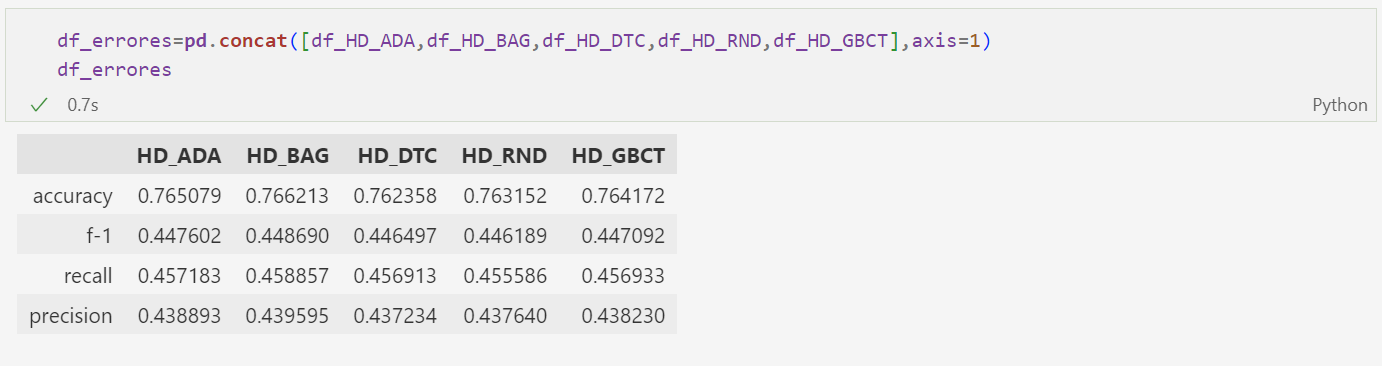 df_errores=pd.concat([df_HD_ADA,df_HD_BAG,df_HD_DTC,df_HD_RND,df_HD_GBCT],axis=1)
df_errores
0.7s Python
HD_ADA HD_BAG HD_DTC HD_RND HD_GBCT
accuracy 0.765079 0.766213 0.762358 0.763152 0.764172
f-1 0.447602 0.448690 0.446497 0.446189 0.447092
recall 0.457183 0.458857 0.456913 0.455586 0.456933
precision 0.438893 0.439595 0.437234 0.437640 0.438230